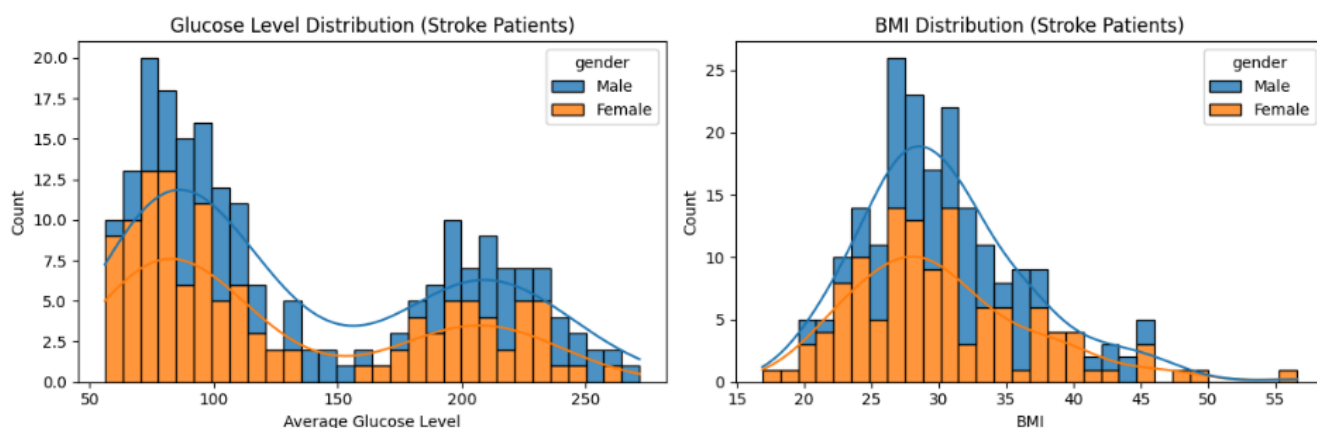 Glucose Level Distribution (Stroke Patients)
20.0
17.5
15.0
12.5
10.0
7.5
5.0
2.5
0.0
Count
gender
Male
Female
50 100 150 200 250
Average Glucose Level
BMI Distribution (Stroke Patients)
25
20
15
10
5
0
Count
gender
Male
Female
15 20 25 30 35 40 45 50 55
BMI